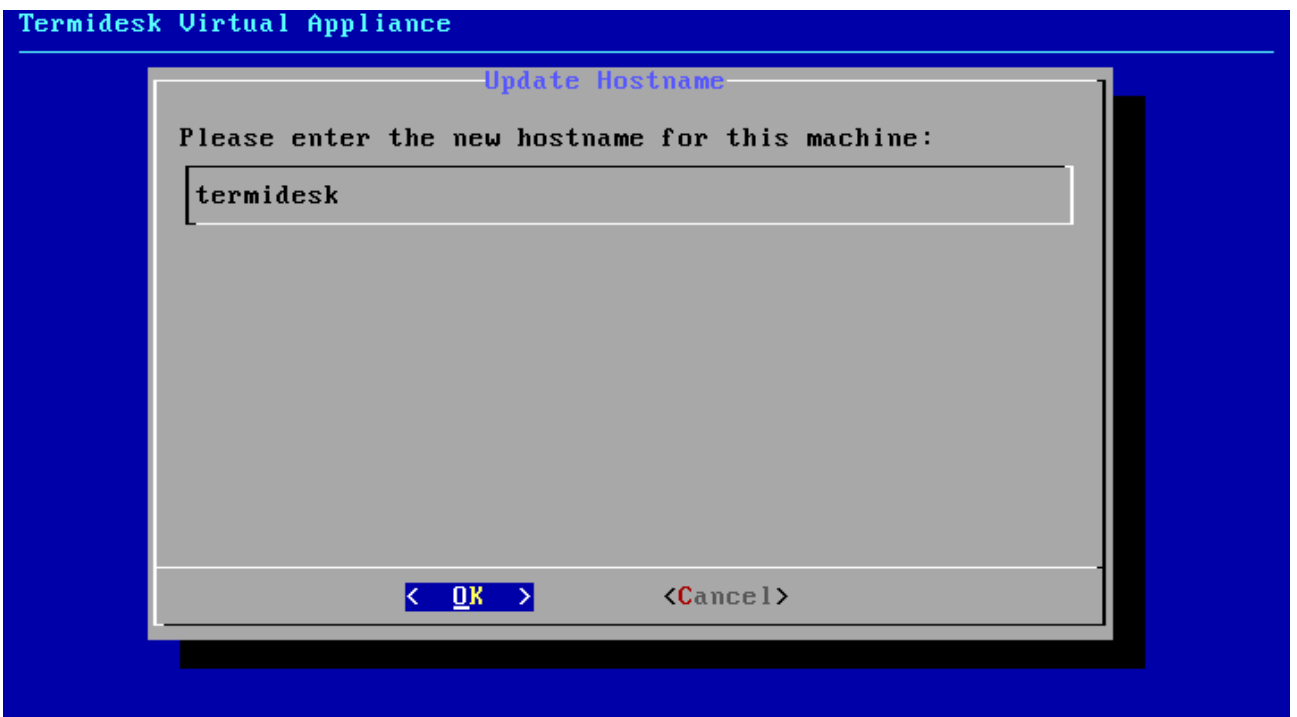 Termidesk Virtual Appliance
Update Hostname
Please enter the new hostname for this machine:
termidesk
< OK > <Cancel>